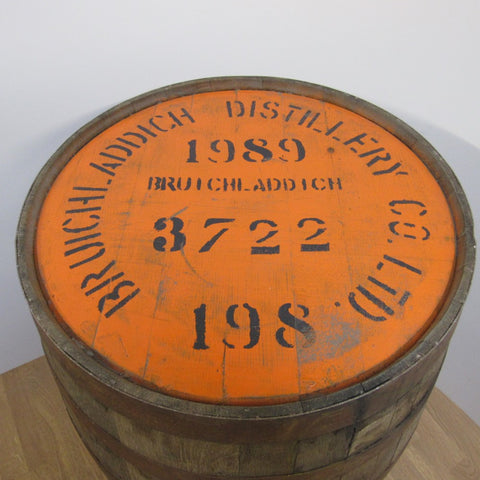 BRUICHLADDICH DISTILLERY CO. LTD
1989
BRUICHLADDICH
3722
198